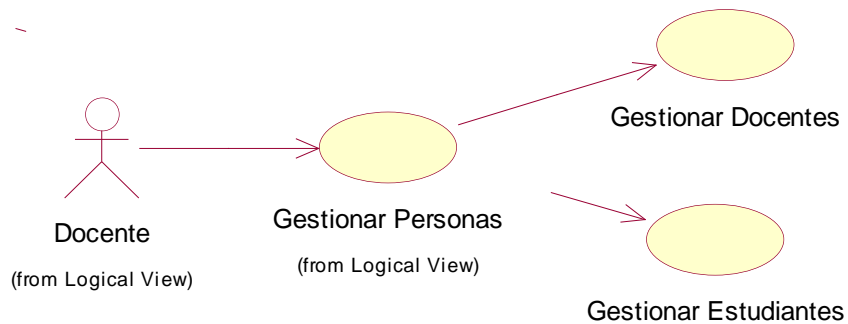 Gestionar Docentes
Docente
(from Logical View)
Gestionar Personas
(from Logical View)
Gestionar Estudiantes